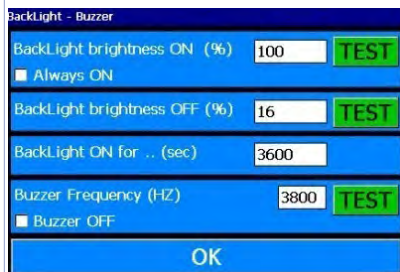 BackLight - Buzzer
BackLight brightness ON (%) 100 TEST
Always ON
BackLight brightness OFF (%) 16 TEST
BackLight ON for .. (sec) 3600
Buzzer Frequency (HZ) 3800 TEST
Buzzer OFF
OK